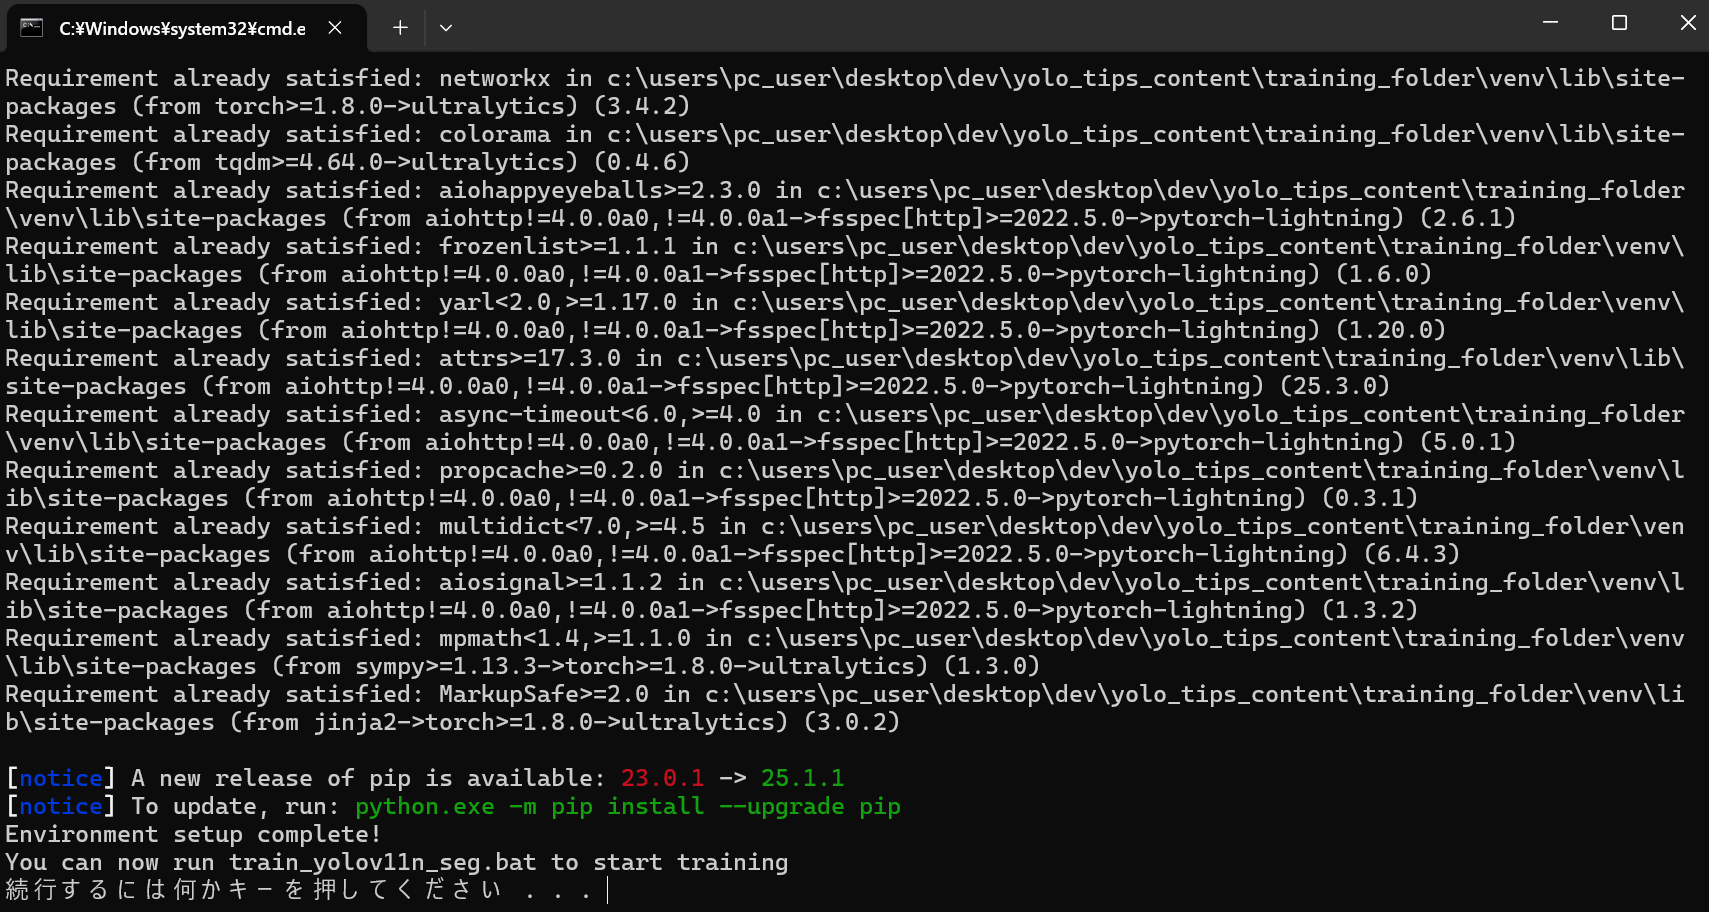 C:¥Windows¥system32¥cmd.e
Requirement already satisfied: networkx in c:\users\pc_user\desktop\dev\yolo_tips_content\training_folder\venv\lib\site-
packages (from torch>=1.8.0->ultralytics) (3.4.2)
Requirement already satisfied: colorama in c:\users\pc_user\desktop\dev\yolo_tips_content\training_folder\venv\lib\site-
packages (from tqdm>=4.64.0->ultralytics) (0.4.6)
Requirement already satisfied: aiohappyeyeballs>=2.3.0 in c:\users\pc_user\desktop\dev\yolo_tips_content\training_folder
\venv\lib\site-packages (from aiohttp!=4.0.0a0,!=4.0.0a1->fsspec[http]>=2022.5.0->pytorch-lightning) (2.6.1)
Requirement already satisfied: frozenlist>=1.1.1 in c:\users\pc_user\desktop\dev\yolo_tips_content\training_folder\venv\
lib\site-packages (from aiohttp!=4.0.0a0,!=4.0.0a1->fsspec[http]>=2022.5.0->pytorch-lightning) (1.6.0)
Requirement already satisfied: yarl<2.0,>=1.17.0 in c:\users\pc_user\desktop\dev\yolo_tips_content\training_folder\venv\
lib\site-packages (from aiohttp!=4.0.0a0,!=4.0.0a1->fsspec[http]>=2022.5.0->pytorch-lightning) (1.20.0)
Requirement already satisfied: attrs>=17.3.0 in c:\users\pc_user\desktop\dev\yolo_tips_content\training_folder\venv\lib\
site-packages (from aiohttp!=4.0.0a0,!=4.0.0a1->fsspec[http]>=2022.5.0->pytorch-lightning) (25.3.0)
Requirement already satisfied: async-timeout<6.0,>=4.0 in c:\users\pc_user\desktop\dev\yolo_tips_content\training_folder
\venv\lib\site-packages (from aiohttp!=4.0.0a0,!=4.0.0a1->fsspec[http]>=2022.5.0->pytorch-lightning) (5.0.1)
Requirement already satisfied: propcache>=0.2.0 in c:\users\pc_user\desktop\dev\yolo_tips_content\training_folder\venv\l
ib\site-packages (from aiohttp!=4.0.0a0,!=4.0.0a1->fsspec[http]>=2022.5.0->pytorch-lightning) (0.3.1)
Requirement already satisfied: multidict<7.0,>=4.5 in c:\users\pc_user\desktop\dev\yolo_tips_content\training_folder\ven
v\lib\site-packages (from aiohttp!=4.0.0a0,!=4.0.0a1->fsspec[http]>=2022.5.0->pytorch-lightning) (6.4.3)
Requirement already satisfied: aiosignal>=1.1.2 in c:\users\pc_user\desktop\dev\yolo_tips_content\training_folder\venv\l
ib\site-packages (from aiohttp!=4.0.0a0,!=4.0.0a1->fsspec[http]>=2022.5.0->pytorch-lightning) (1.3.2)
Requirement already satisfied: mpmath<1.4,>=1.1.0 in c:\users\pc_user\desktop\dev\yolo_tips_content\training_folder\venv
\lib\site-packages (from sympy>=1.13.3->torch>=1.8.0->ultralytics) (1.3.0)
Requirement already satisfied: MarkupSafe>=2.0 in c:\users\pc_user\desktop\dev\yolo_tips_content\training_folder\venv\li
b\site-packages (from jinja2->torch>=1.8.0->ultralytics) (3.0.2)
[notice] A new release of pip is available: 23.0.1 -> 25.1.1
[notice] To update, run: python.exe -m pip install --upgrade pip
Environment setup complete!
You can now run train_yolov11n_seg.bat to start training
続行するには何かキーを押してください . . .